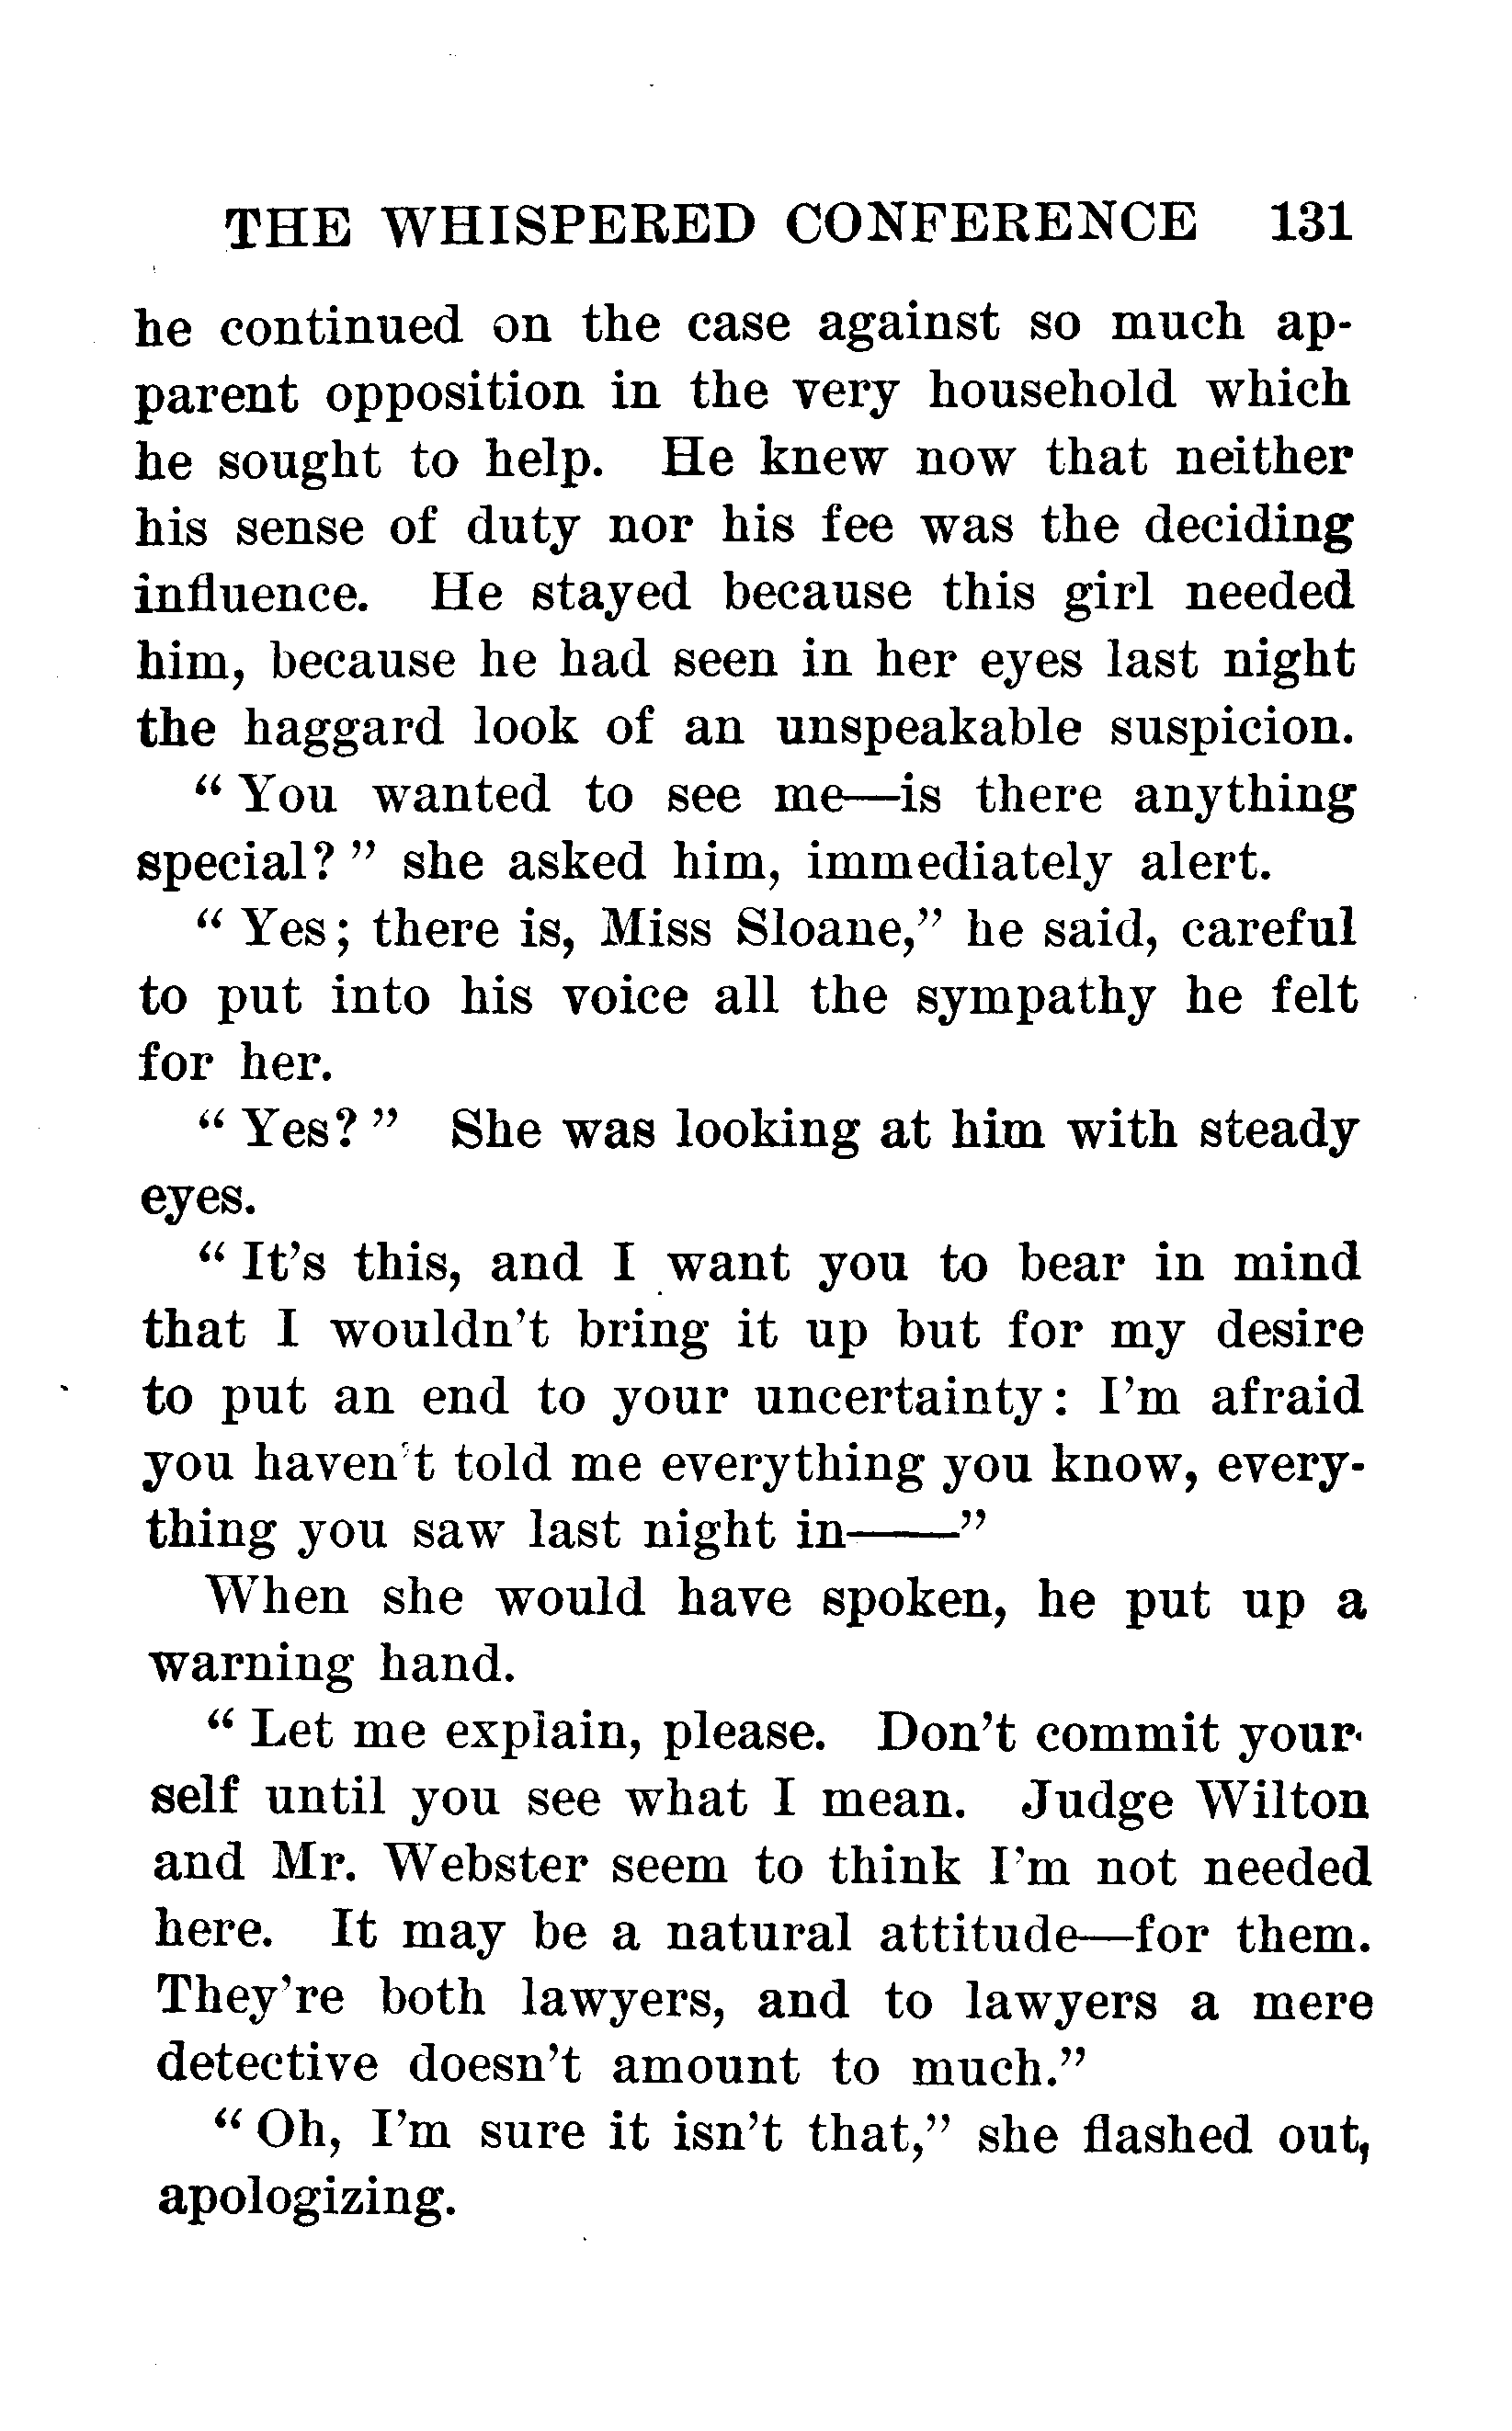 THE WHISPERED CONFERENCE 131
he continued on the case against so much ap-
parent opposition in the very household which
he sought to help. He knew now that neither
his sense of duty nor his fee was the deciding
influence. He stayed because this girl needed
him, because he had seen in her eyes last night
the haggard look of an unspeakable suspicion.
“ You wanted to see me—is there anything
special? ” she asked him, immediately alert.
“ Yes; there is, Miss Sloane,” he said, careful
to put into his voice all the sympathy he felt
for her.
“ Yes? ” She was looking at him with steady
eyes.
“ It’s this, and I want you to bear in mind
that I wouldn’t bring it up but for my desire
to put an end to your uncertainty: I’m afraid
you haven’t told me everything you know, every-
thing you saw last night in——”
When she would have spoken, he put up a
warning hand.
“ Let me explain, please. Don’t commit your-
self until you see what I mean. Judge Wilton
and Mr. Webster seem to think I’m not needed
here. It may be a natural attitude—for them.
They’re both lawyers, and to lawyers a mere
detective doesn’t amount to much.”
“ Oh, I’m sure it isn’t that,” she flashed out,
apologizing.